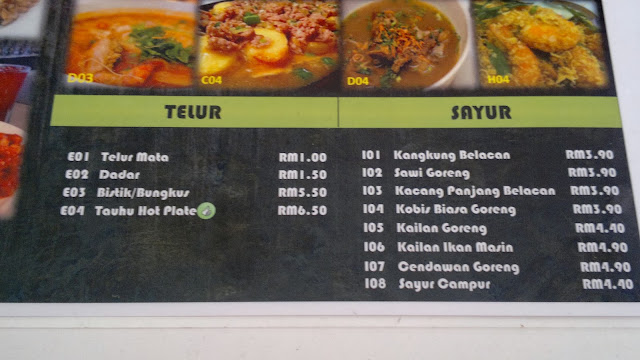 D03
C04
D04
H04
TELUR
E01 Telur Mata RM1.00
E02 Dadar RM1.50
E03 Bistik/Bungkus RM5.50
E04 Tauhu Hot Plate RM6.50
SAYUR
I01 Kangkung Belacan RM3.90
I02 Sawi Goreng RM3.90
I03 Kacang Panjang Belacan RM3.90
I04 Kobis Biasa Goreng RM3.90
I05 Kailan Goreng RM4.40
I06 Kailan Ikan Masin RM4.90
I07 Cendawan Goreng RM4.90
I08 Sayur Campur RM4.40